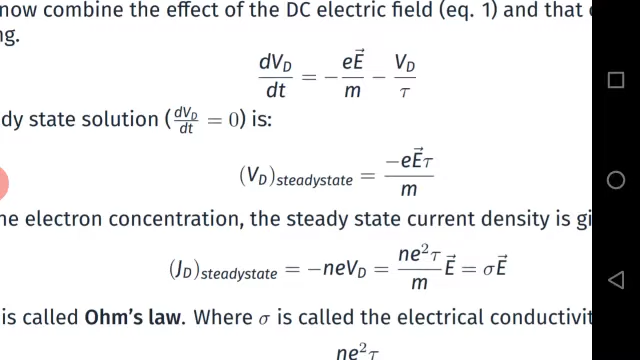 now combine the effect of the DC electric field (eq. 1) and that
ng.
dV_D/dt = −eE⃗/m − V_D/τ
dy state solution (dV_D/dt = 0) is:
(V_D)_steadystate = −eE⃗τ/m
ne electron concentration, the steady state current density is gi
(J_D)_steadystate = −neV_D = ne²τ/m E⃗ = σE⃗
is called Ohm's law. Where σ is called the electrical conductivit
ne²τ